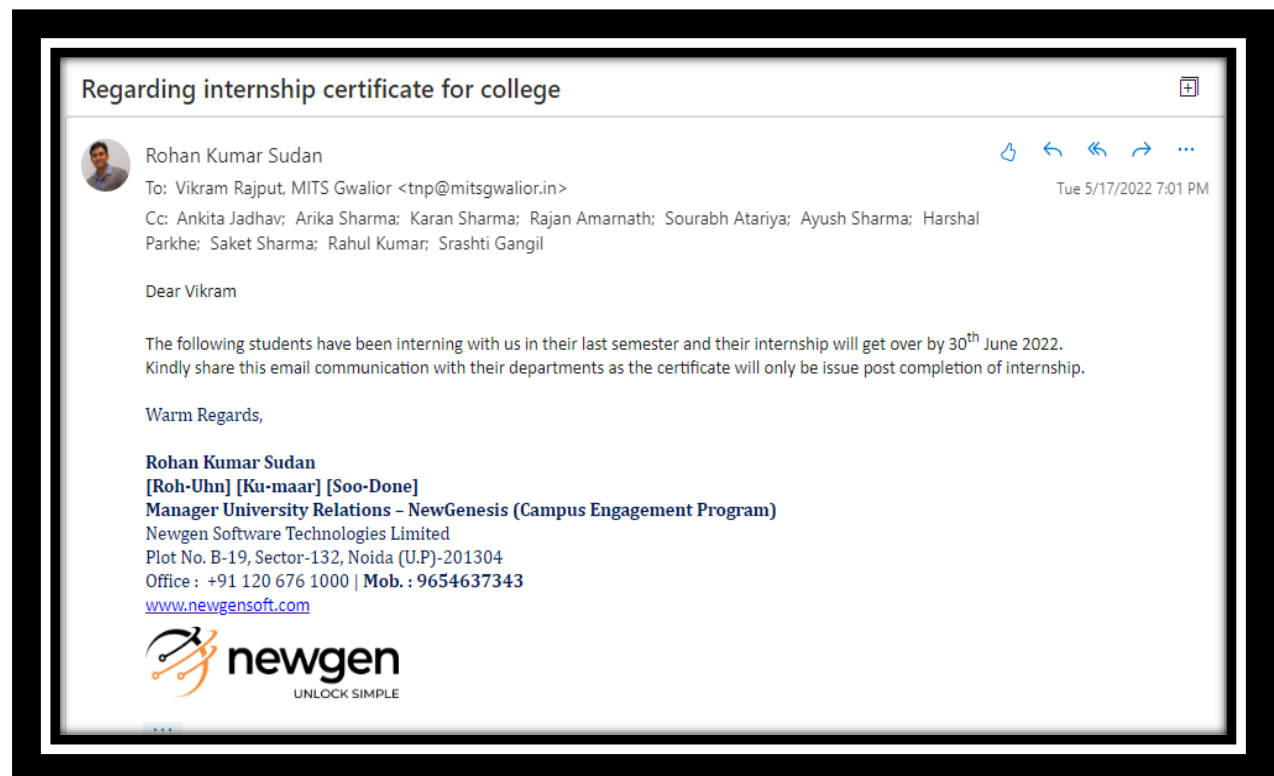 Regarding internship certificate for college
Rohan Kumar Sudan
To: Vikram Rajput, MITS Gwalior <tnp@mitsgwalior.in>
Tue 5/17/2022 7:01 PM
Cc: Ankita Jadhav; Arika Sharma; Karan Sharma; Rajan Amarnath; Sourabh Atariya; Ayush Sharma; Harshal
Parkhe; Saket Sharma; Rahul Kumar; Srashti Gangil
Dear Vikram
The following students have been interning with us in their last semester and their internship will get over by 30th June 2022.
Kindly share this email communication with their departments as the certificate will only be issue post completion of internship.
Warm Regards,
Rohan Kumar Sudan
[Roh-Uhn] [Ku-maar] [Soo-Done]
Manager University Relations – NewGenesis (Campus Engagement Program)
Newgen Software Technologies Limited
Plot No. B-19, Sector-132, Noida (U.P)-201304
Office : +91 120 676 1000 | Mob. : 9654637343
www.newgensoft.com
newgen
UNLOCK SIMPLE